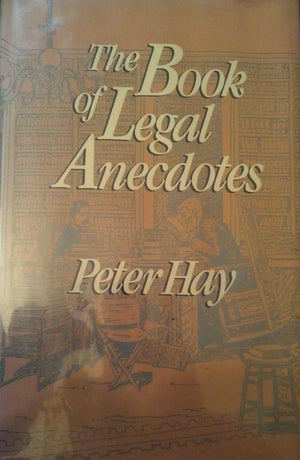 The Book
of Legal
Anecdotes
Peter Hay